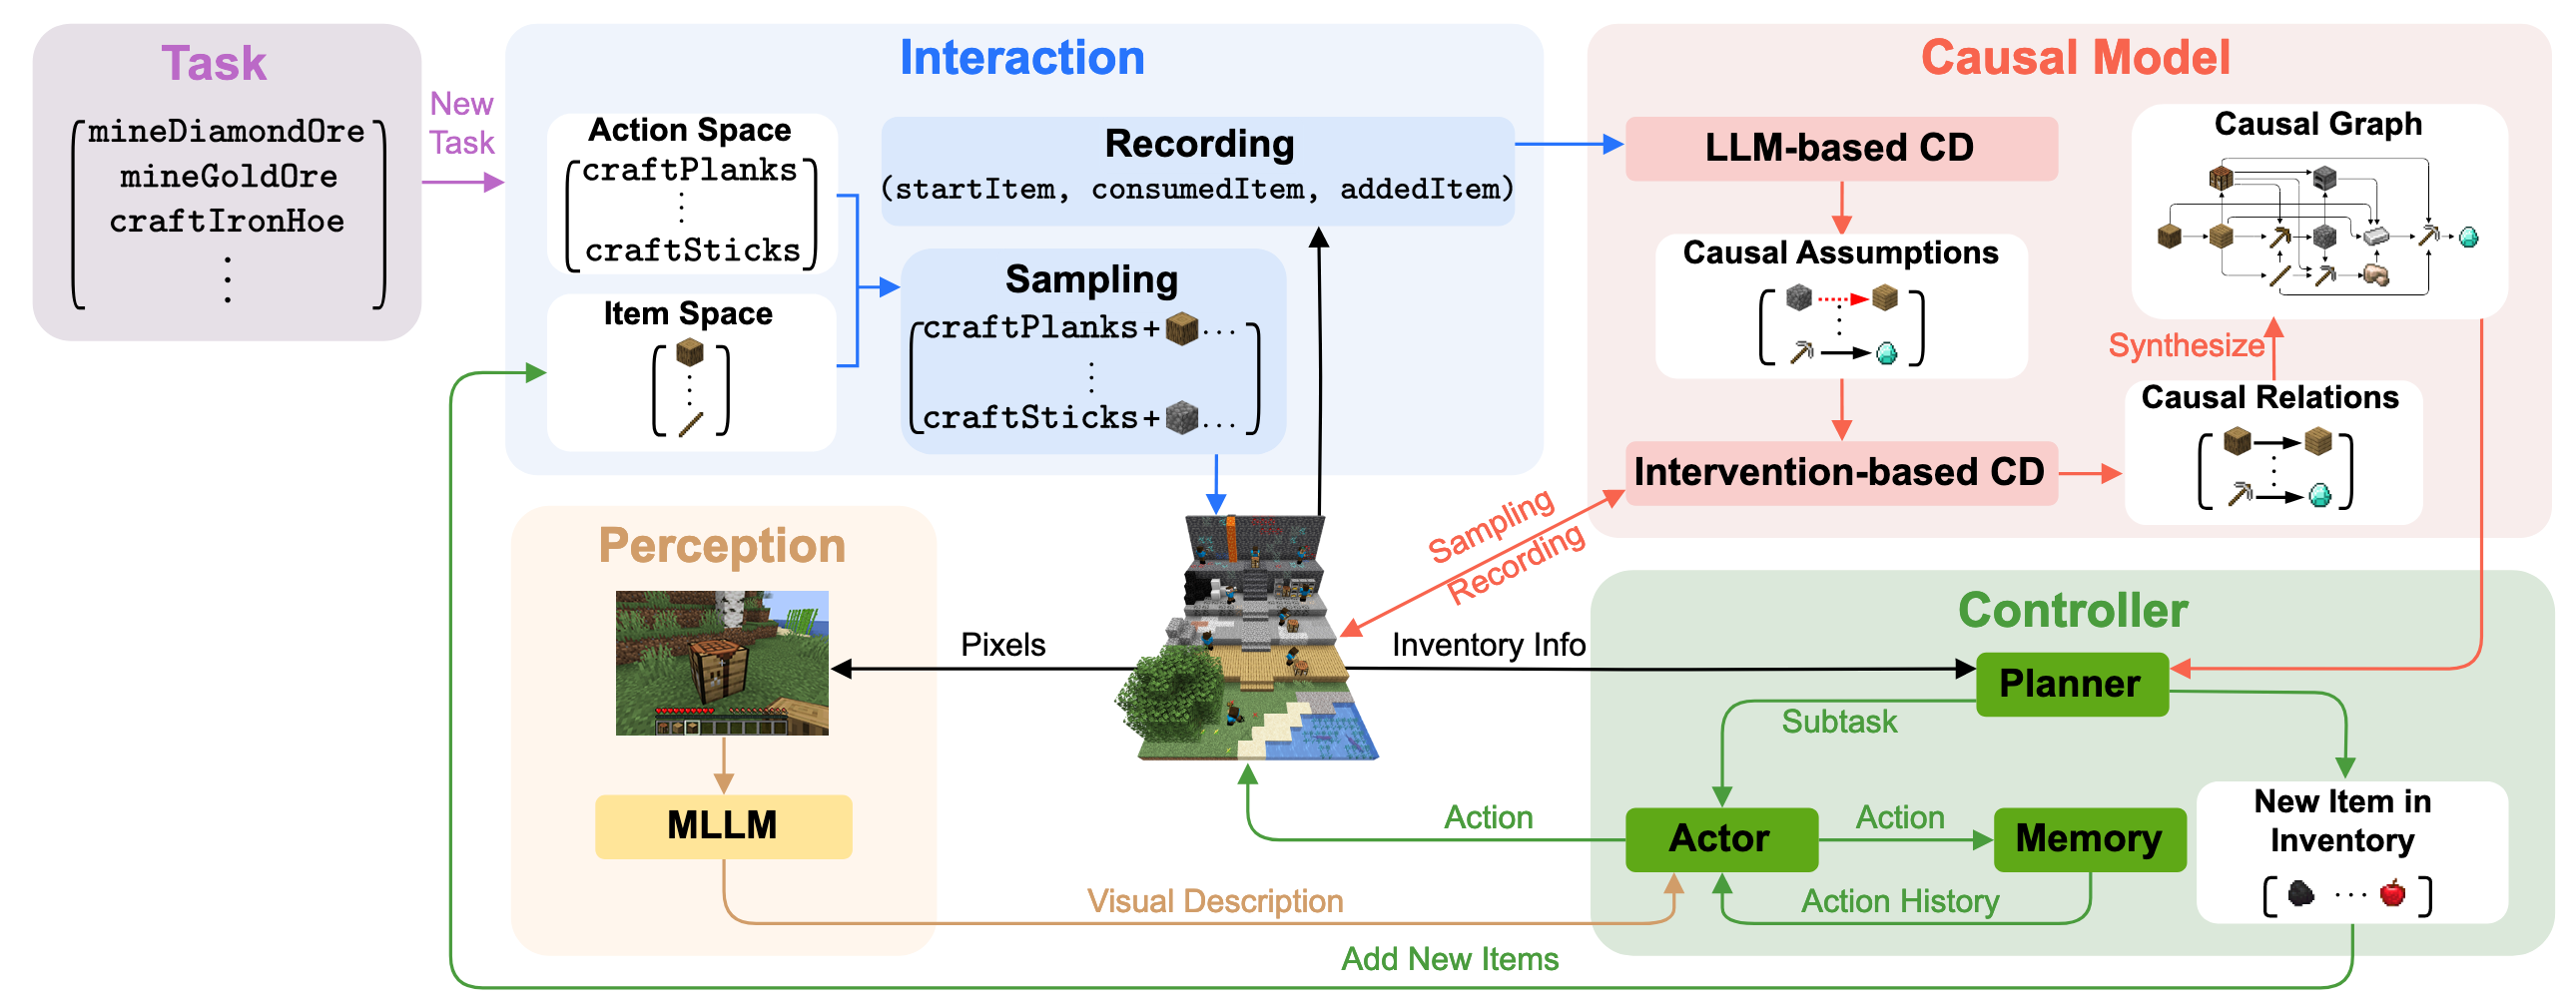 Task
mineDiamondOre
mineGoldOre
craftIronHoe
New
Task
Interaction
Action Space
craftPlanks
craftSticks
Item Space
Recording
(startItem, consumedItem, addedItem)
Sampling
craftPlanks+ ...
craftSticks+ ...
Causal Model
LLM-based CD
Causal Assumptions
Intervention-based CD
Causal Graph
Synthesize
Causal Relations
Sampling
Recording
Perception
MLLM
Pixels
Inventory Info
Visual Description
Controller
Planner
Subtask
Action
Actor
Action
Memory
Action History
New Item in
Inventory
...
Add New Items